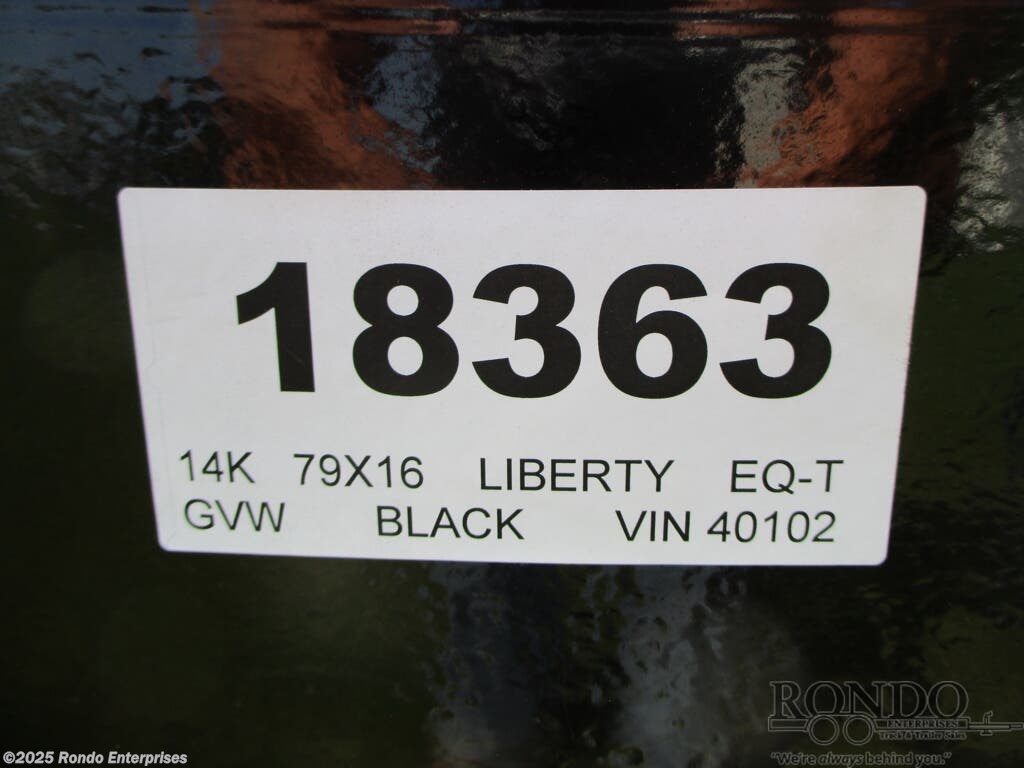 18363
14K 79X16 LIBERTY EQ-T
GVW BLACK VIN 40102
RONDO
ENTERPRISES
Truck & Trailer Sales
"We're always behind you."
©2025 Rondo Enterprises